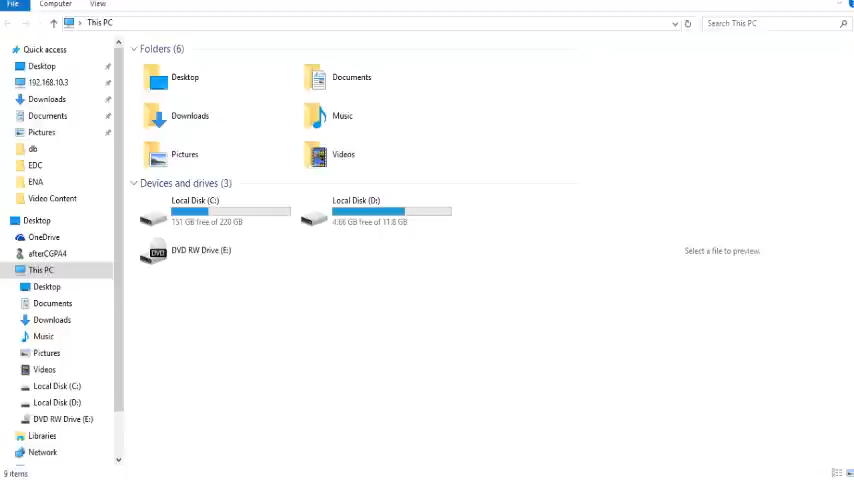 File Computer View
This PC
Search This PC
Quick access
Desktop
192.168.10.3
Downloads
Documents
Pictures
db
EDC
ENA
Video Content
Desktop
OneDrive
afterCGPA4
This PC
Desktop
Documents
Downloads
Music
Pictures
Videos
Local Disk (C:)
Local Disk (D:)
DVD RW Drive (E:)
Libraries
Network
Folders (6)
Desktop
Documents
Downloads
Music
Pictures
Videos
Devices and drives (3)
Local Disk (C:)
151 GB free of 220 GB
Local Disk (D:)
4.66 GB free of 11.8 GB
DVD RW Drive (E:)
DVD
Select a file to preview.
9 items